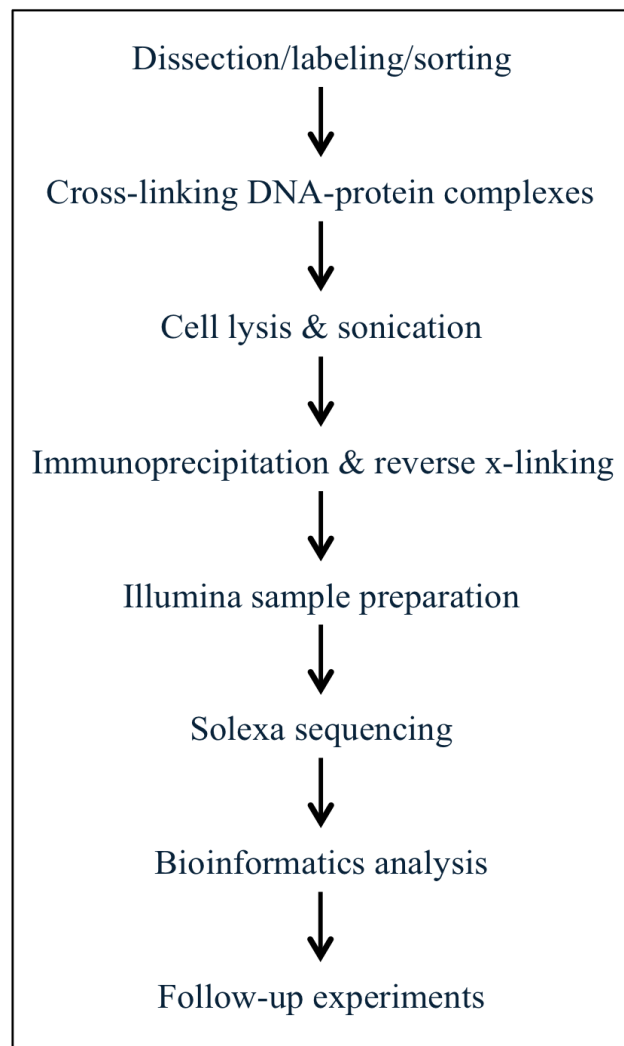 Dissection/labeling/sorting
Cross-linking DNA-protein complexes
Cell lysis & sonication
Immunoprecipitation & reverse x-linking
Illumina sample preparation
Solexa sequencing
Bioinformatics analysis
Follow-up experiments